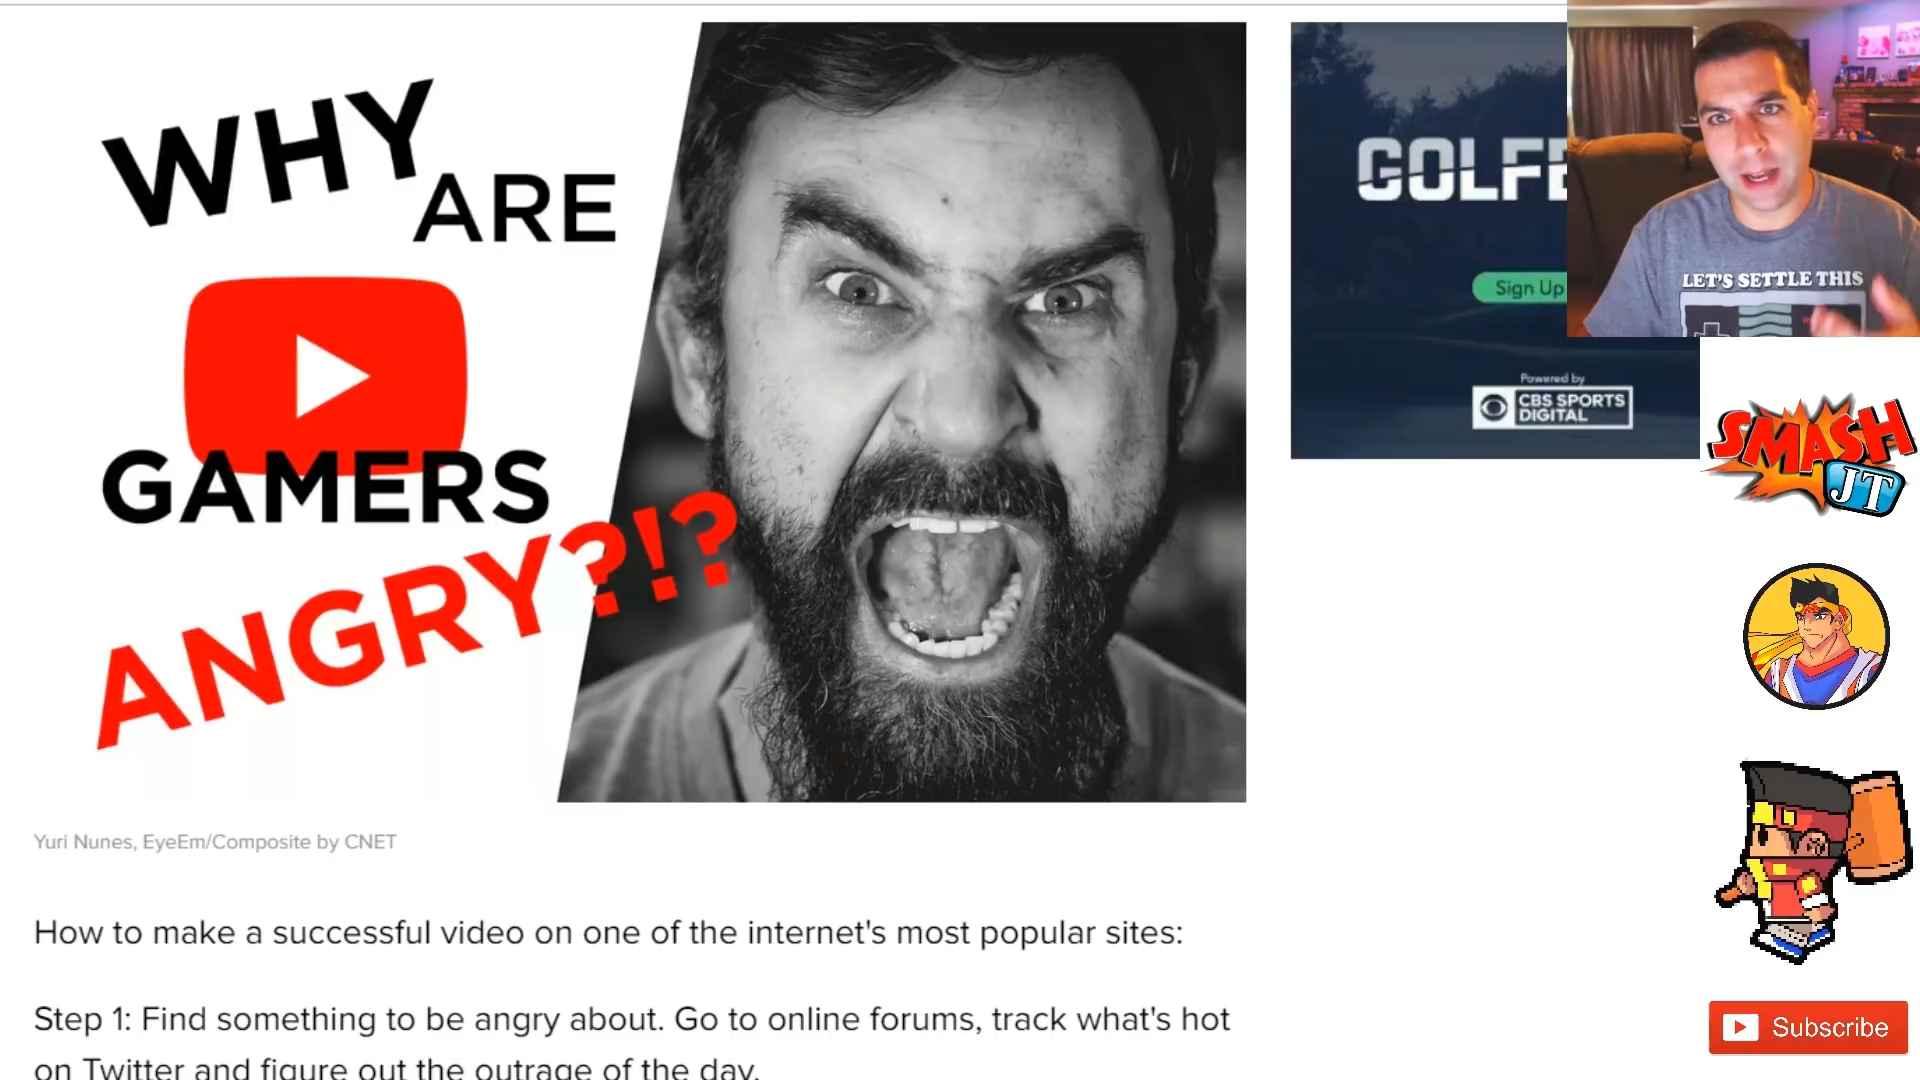 WHY
ARE
GAMERS
ANGRY?!?
Yuri Nunes, EyeEm/Composite by CNET
How to make a successful video on one of the internet's most popular sites:
Step 1: Find something to be angry about. Go to online forums, track what's hot
on Twitter and figure out the outrage of the day.
GOLFE
Sign Up
Powered by
CBS SPORTS
DIGITAL
LET'S SETTLE THIS
SMASH
JT
Subscribe